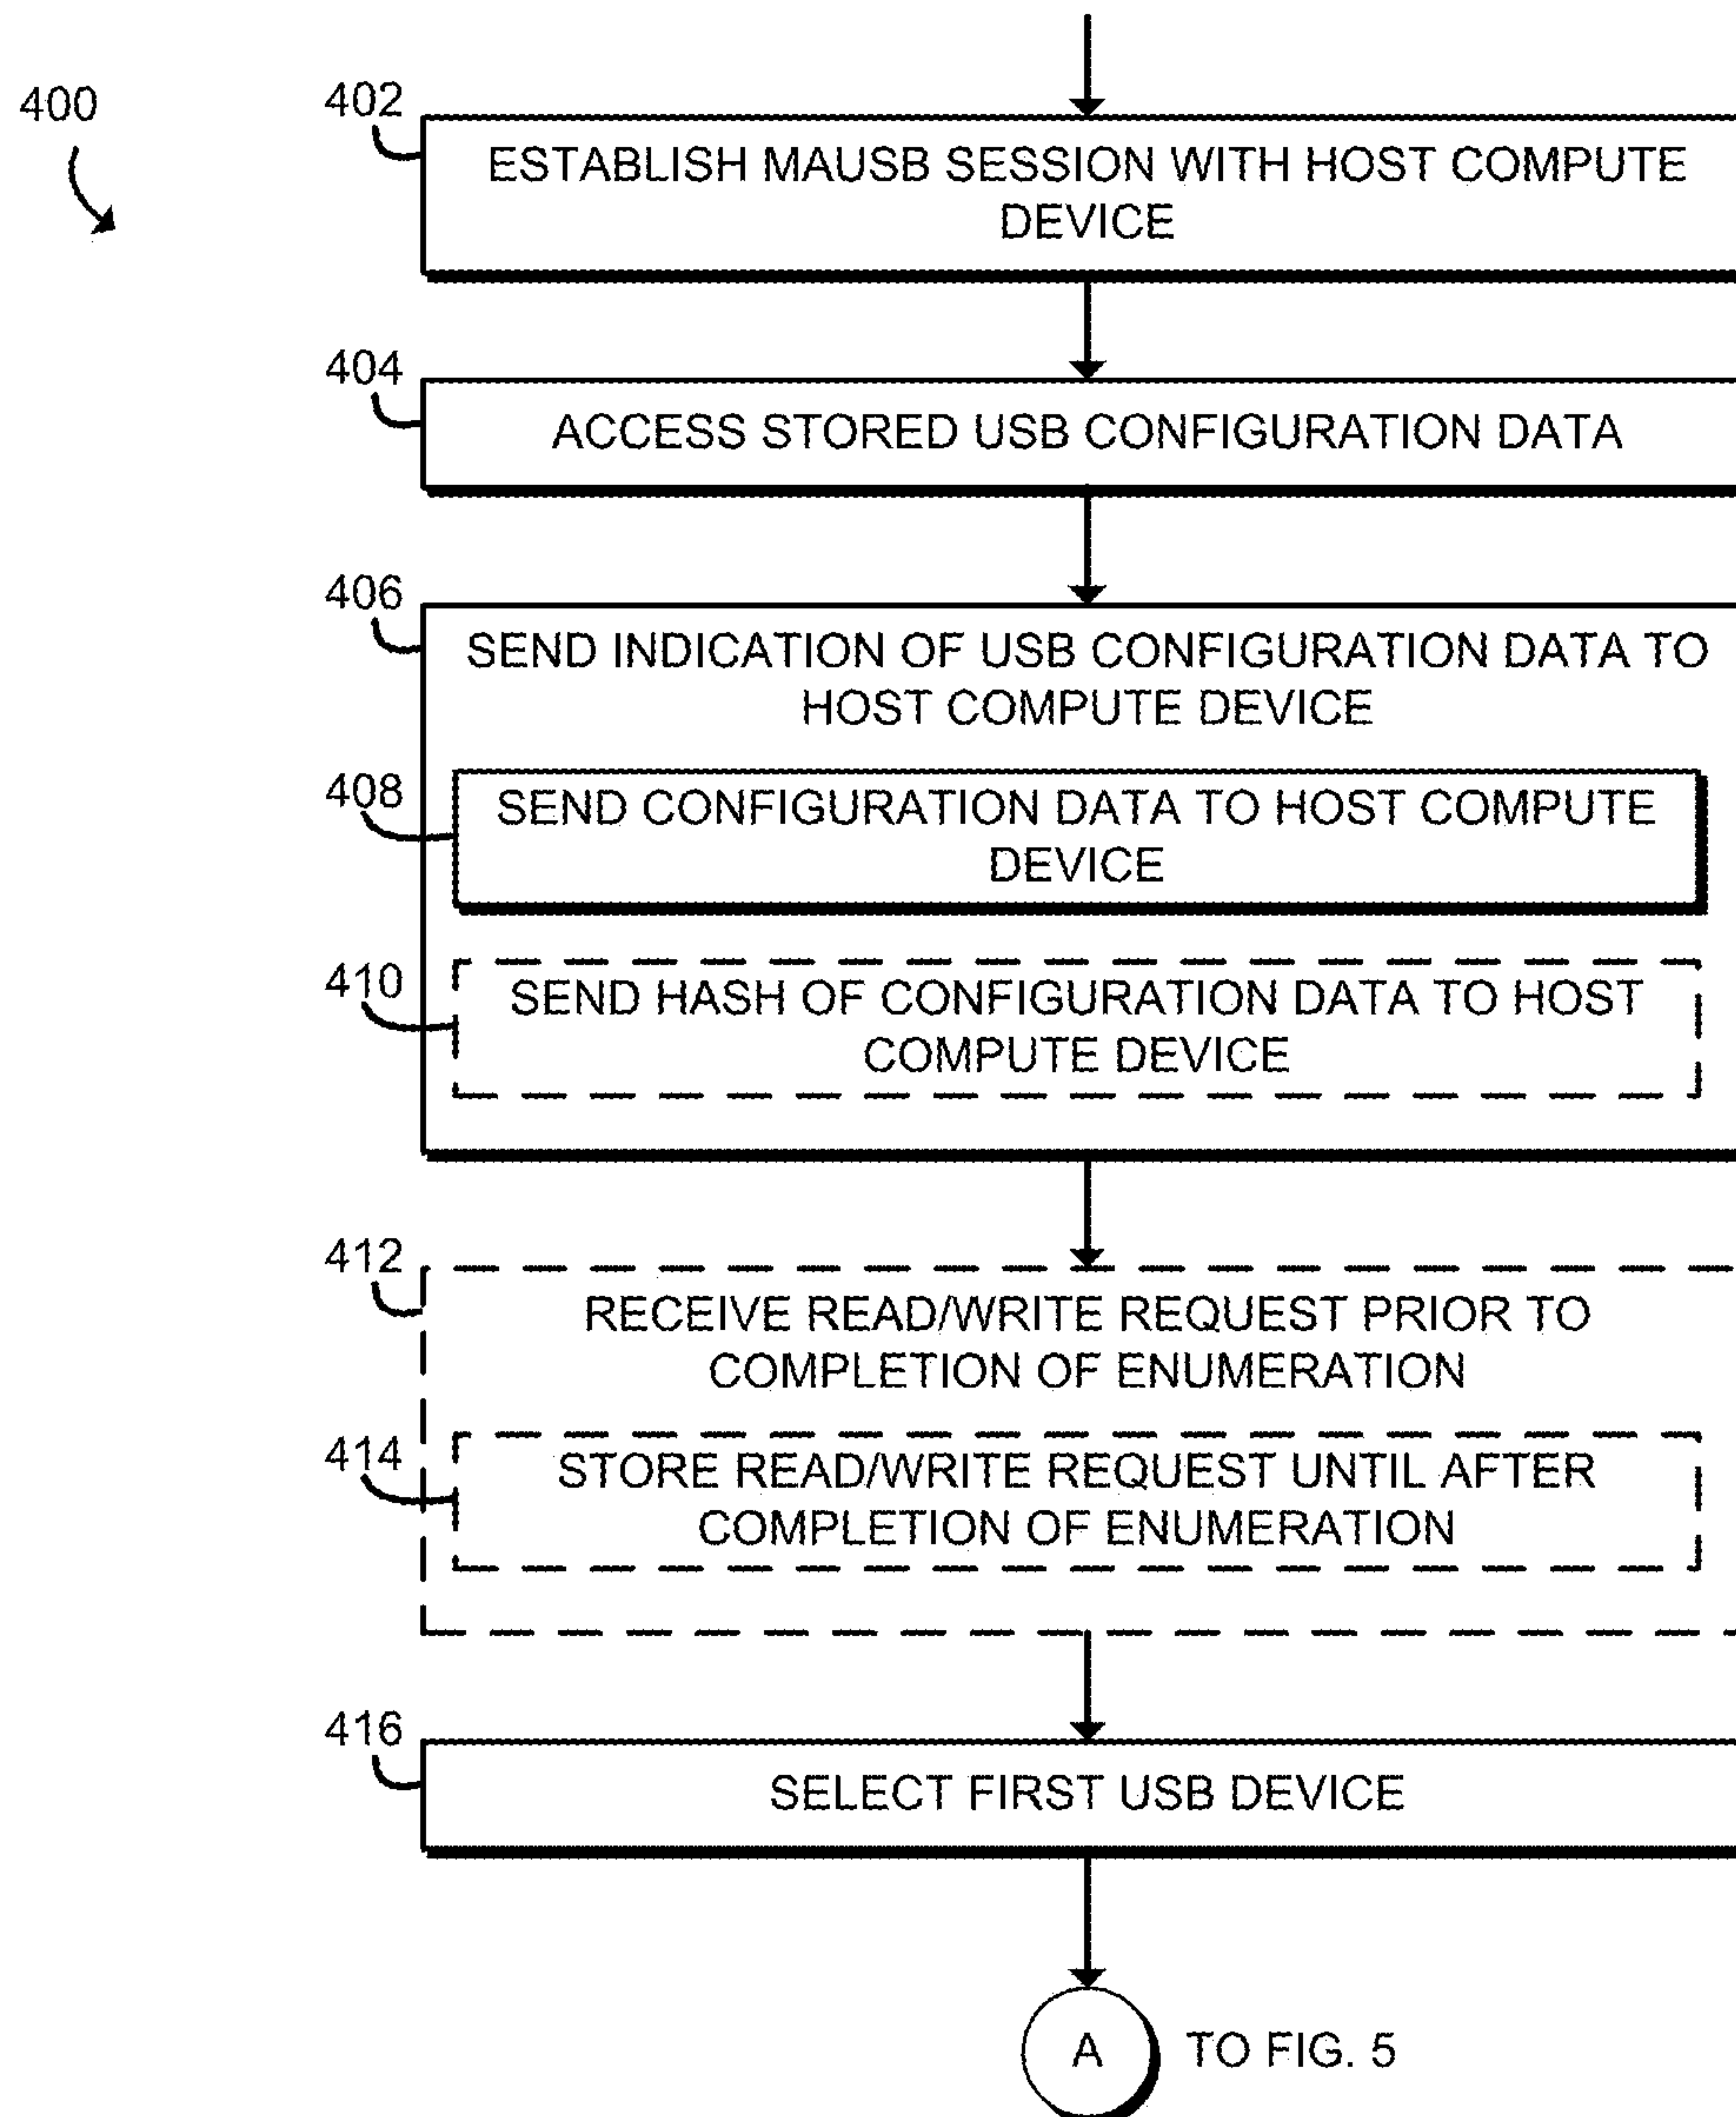 400
402
ESTABLISH MAUSB SESSION WITH HOST COMPUTE
DEVICE
404
ACCESS STORED USB CONFIGURATION DATA
406
SEND INDICATION OF USB CONFIGURATION DATA TO
HOST COMPUTE DEVICE
408
SEND CONFIGURATION DATA TO HOST COMPUTE
DEVICE
410
SEND HASH OF CONFIGURATION DATA TO HOST
COMPUTE DEVICE
412
RECEIVE READ/WRITE REQUEST PRIOR TO
COMPLETION OF ENUMERATION
414
STORE READ/WRITE REQUEST UNTIL AFTER
COMPLETION OF ENUMERATION
416
SELECT FIRST USB DEVICE
A TO FIG. 5